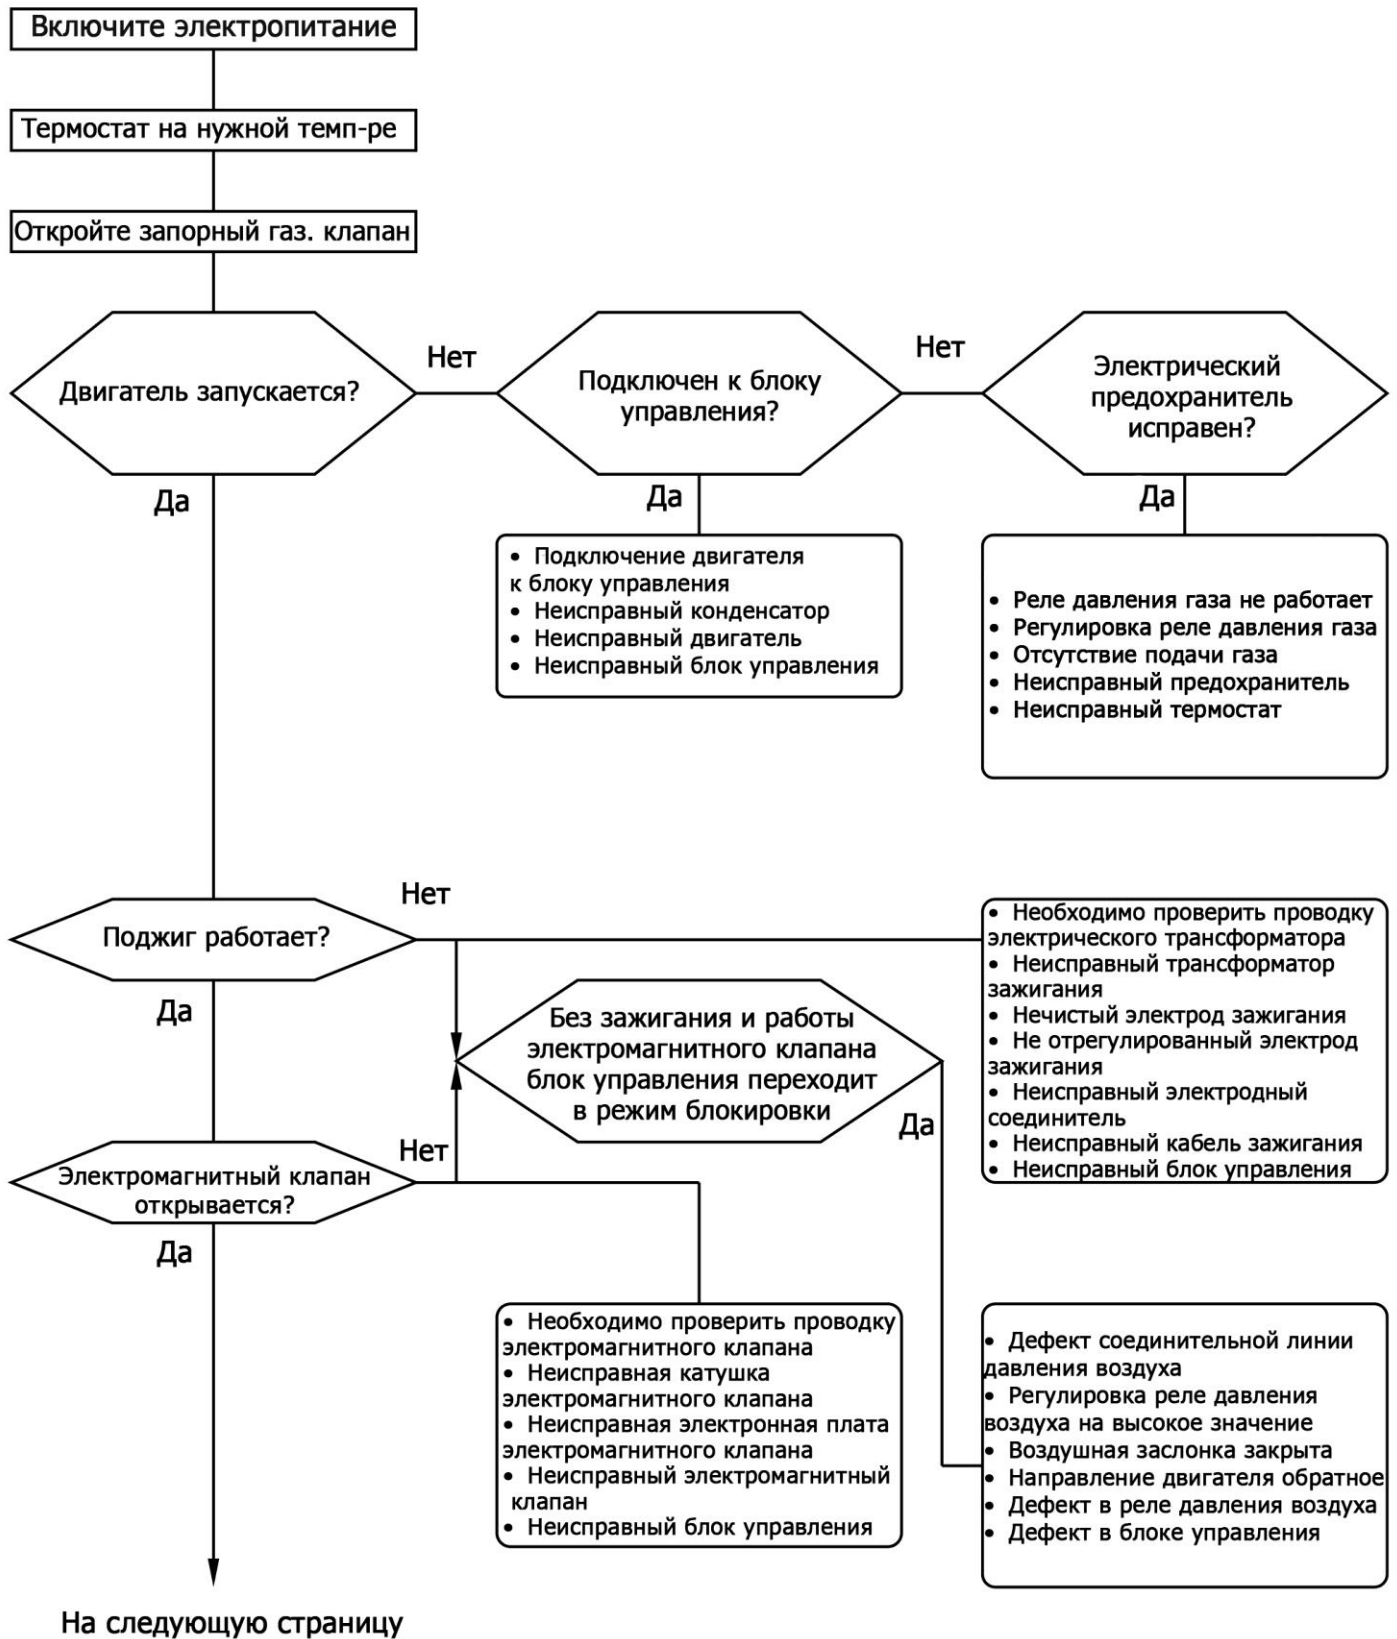 Включите электропитание
Термостат на нужной темп-ре
Откройте запорный газ. клапан
Двигатель запускается?
Нет
Подключен к блоку
управления?
Нет
Электрический
предохранитель
исправен?
Да
Да
• Подключение двигателя
к блоку управления
• Неисправный конденсатор
• Неисправный двигатель
• Неисправный блок управления
Да
• Реле давления газа не работает
• Регулировка реле давления газа
• Отсутствие подачи газа
• Неисправный предохранитель
• Неисправный термостат
Поджиг работает?
Нет
• Необходимо проверить проводку
электрического трансформатора
• Неисправный трансформатор
зажигания
• Нечистый электрод зажигания
• Не отрегулированный электрод
зажигания
• Неисправный электродный
соединитель
• Неисправный кабель зажигания
• Неисправный блок управления
Да
Без зажигания и работы
электромагнитного клапана
блок управления переходит
в режим блокировки
Да
Электромагнитный клапан
открывается?
Нет
Да
• Необходимо проверить проводку
электромагнитного клапана
• Неисправная катушка
электромагнитного клапана
• Неисправная электронная плата
электромагнитного клапана
• Неисправный электромагнитный
клапан
• Неисправный блок управления
• Дефект соединительной линии
давления воздуха
• Регулировка реле давления
воздуха на высокое значение
• Воздушная заслонка закрыта
• Направление двигателя обратное
• Дефект в реле давления воздуха
• Дефект в блоке управления
На следующую страницу